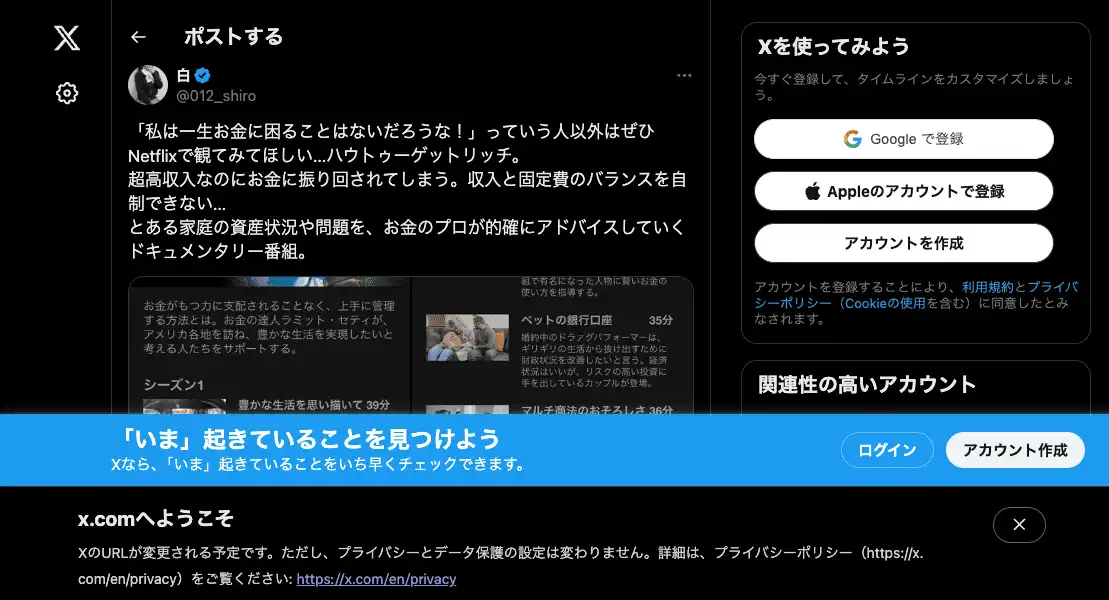 ポストする
白
@012_shiro
「私は一生お金に困ることはないだろうな！」っていう人以外はぜひ
Netflixで観てみてほしい...ハウトゥーゲットリッチ。
超高収入なのにお金に振り回されてしまう。収入と固定費のバランスを自
制できない...
とある家庭の資産状況や問題を、お金のプロが的確にアドバイスしていく
ドキュメンタリー番組。
お金がもつ力に支配されることなく、上手に管理
する方法とは。お金の達人ラミット・セティが、
アメリカ各地を訪ね、豊かな生活を実現したいと
考える人たちをサポートする。
シーズン1
豊かな生活を思い描いて 39分
組で有名になった人物に賢いお金の
使い方を指導する。
ペットの銀行口座 35分
婚約中のドラァグパフォーマーは、
ギリギリの生活から抜け出すために
財政状況を改善したいと言う。経済
状況はいいが、リスクの高い投資に
手を出しているカップルが登場。
マルチ商法のおそろしさ 36分
Xを使ってみよう
今すぐ登録して、タイムラインをカスタマイズしましょ
う。
Google で登録
Appleのアカウントで登録
アカウントを作成
アカウントを登録することにより、利用規約とプライバ
シーポリシー（Cookieの使用を含む）に同意したとみ
なされます。
関連性の高いアカウント
「いま」起きていることを見つけよう
Xなら、「いま」起きていることをいち早くチェックできます。
ログイン
アカウント作成
x.comへようこそ
XのURLが変更される予定です。ただし、プライバシーとデータ保護の設定は変わりません。詳細は、プライバシーポリシー（https://x.
com/en/privacy）をご覧ください: https://x.com/en/privacy